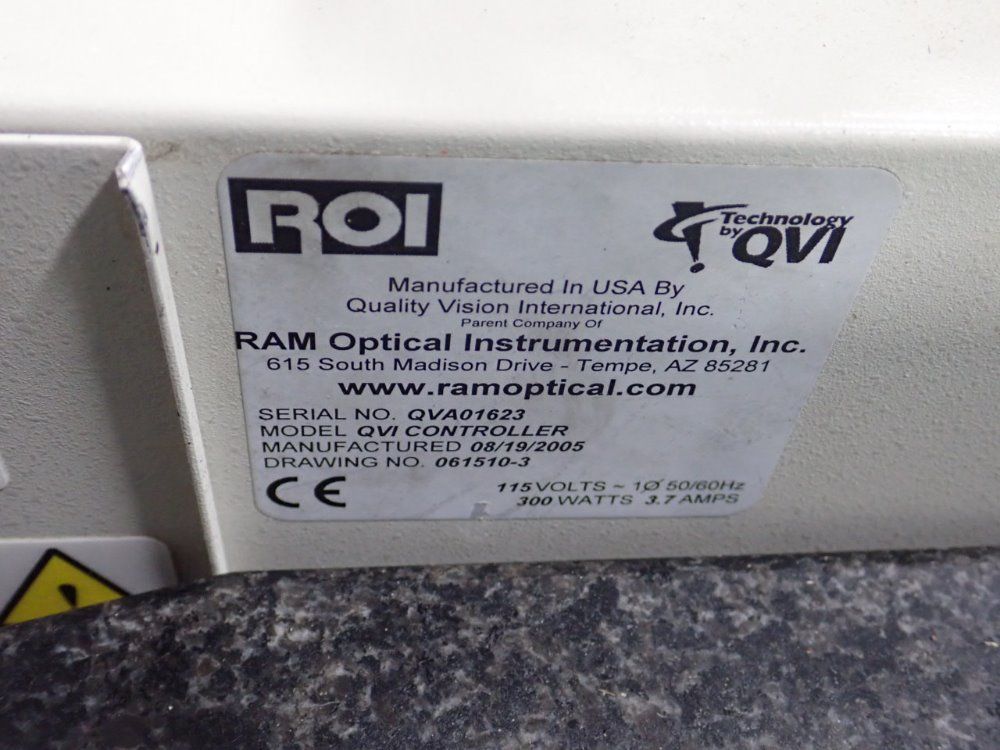 ROI
Technology
by QVI
Manufactured In USA By
Quality Vision International, Inc.
Parent Company Of
RAM Optical Instrumentation, Inc.
615 South Madison Drive - Tempe, AZ 85281
www.ramoptical.com
SERIAL NO. QVA01623
MODEL QVI CONTROLLER
MANUFACTURED 08/19/2005
DRAWING NO. 061510-3
CE
115 VOLTS ~ 1Ø 50/60Hz
300 WATTS 3.7 AMPS